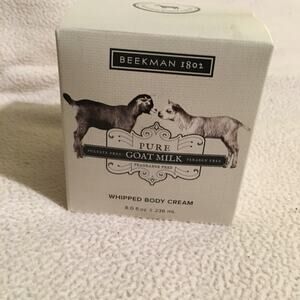 BEEKMAN 1802
PURE
SULFATE FREE GOAT MILK PARABEN FREE
FRAGRANCE FREE
WHIPPED BODY CREAM
8.0 fl oz | 236 mL